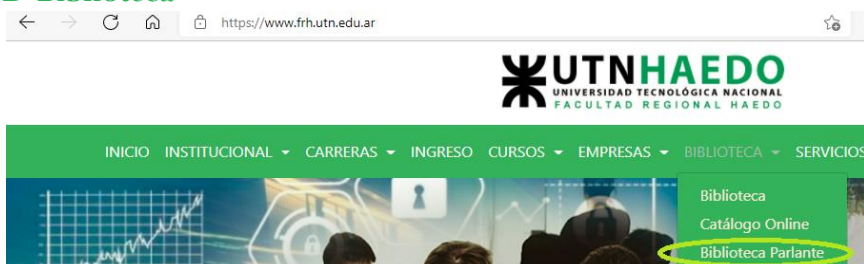 https://www.frh.utn.edu.ar
UTNHAEDO
UNIVERSIDAD TECNOLÓGICA NACIONAL
FACULTAD REGIONAL HAEDO
INICIO INSTITUCIONAL CARRERAS INGRESO CURSOS EMPRESAS BIBLIOTECA SERVICIOS
Biblioteca
Catálogo Online
Biblioteca Parlante